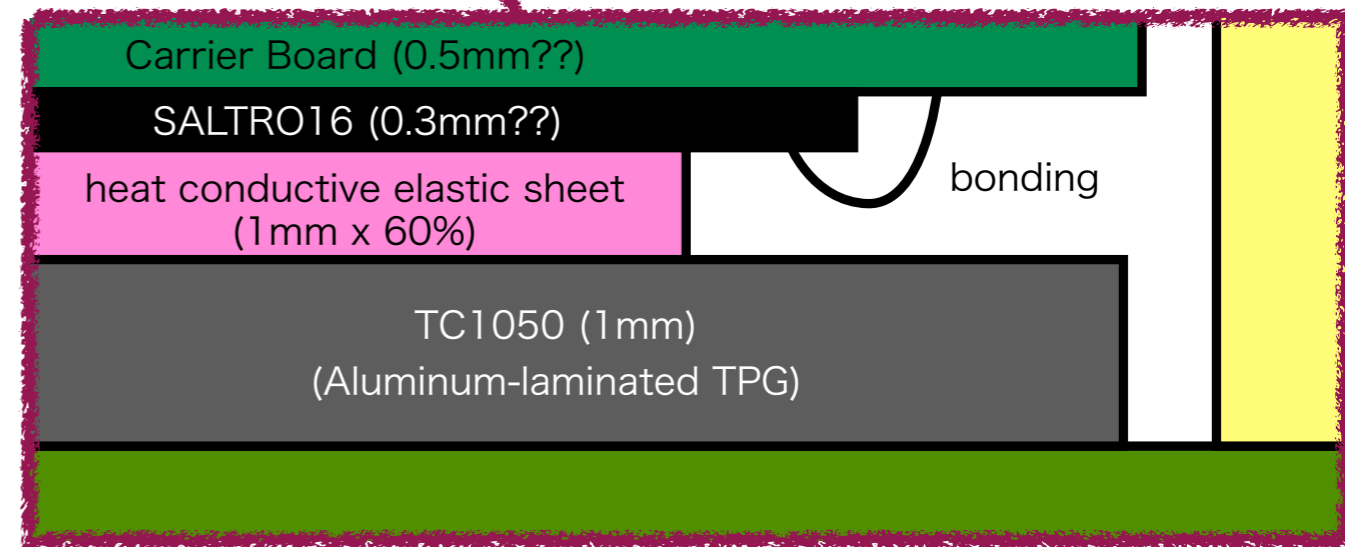 Carrier Board (0.5mm??)
SALTRO16 (0.3mm??)
heat conductive elastic sheet
(1mm x 60%)
bonding
TC1050 (1mm)
(Aluminum-laminated TPG)